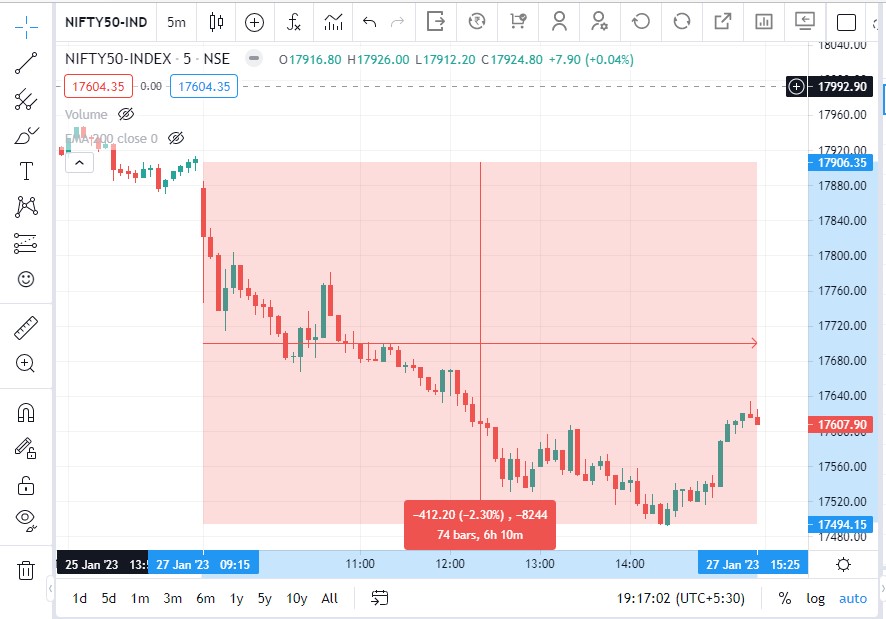 NIFTY50-IND 5m
NIFTY50-INDEX · 5 · NSE O17916.80 H17926.00 L17912.20 C17924.80 +7.90 (+0.04%)
17604.35 0.00 17604.35
Volume
EMA 200 close 0
18040.00
17992.90
17960.00
17920.00
17906.35
17880.00
17840.00
17800.00
17760.00
17720.00
17680.00
17640.00
17607.90
17560.00
17520.00
17494.15
17480.00
−412.20 (−2.30%) , −8244
74 bars, 6h 10m
25 Jan '23 27 Jan '23 09:15 11:00 12:00 13:00 14:00 27 Jan '23 15:25
1d 5d 1m 3m 6m 1y 5y 10y All 19:17:02 (UTC+5:30) % log auto